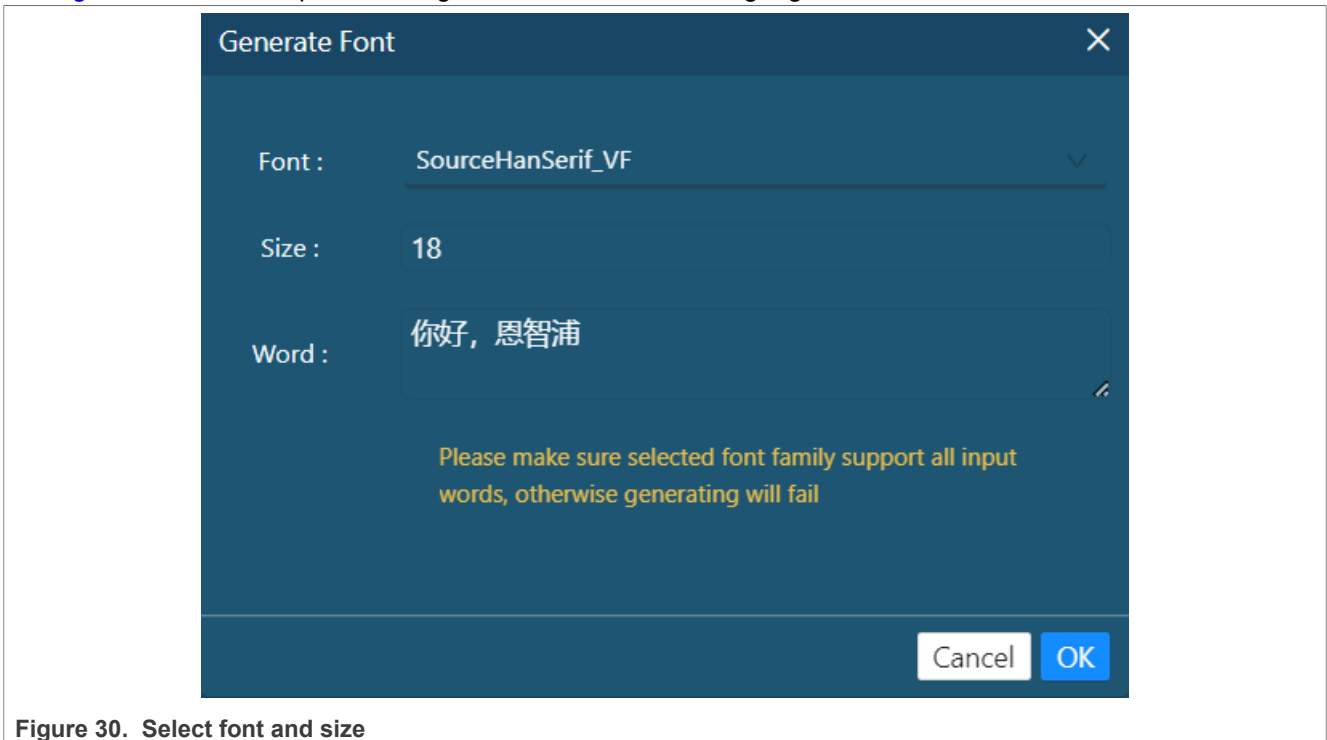 Generate Font
Font :
SourceHanSerif_VF
Size :
18
Word :
你好，恩智浦
Please make sure selected font family support all input
words, otherwise generating will fail
Cancel
OK
Figure 30. Select font and size